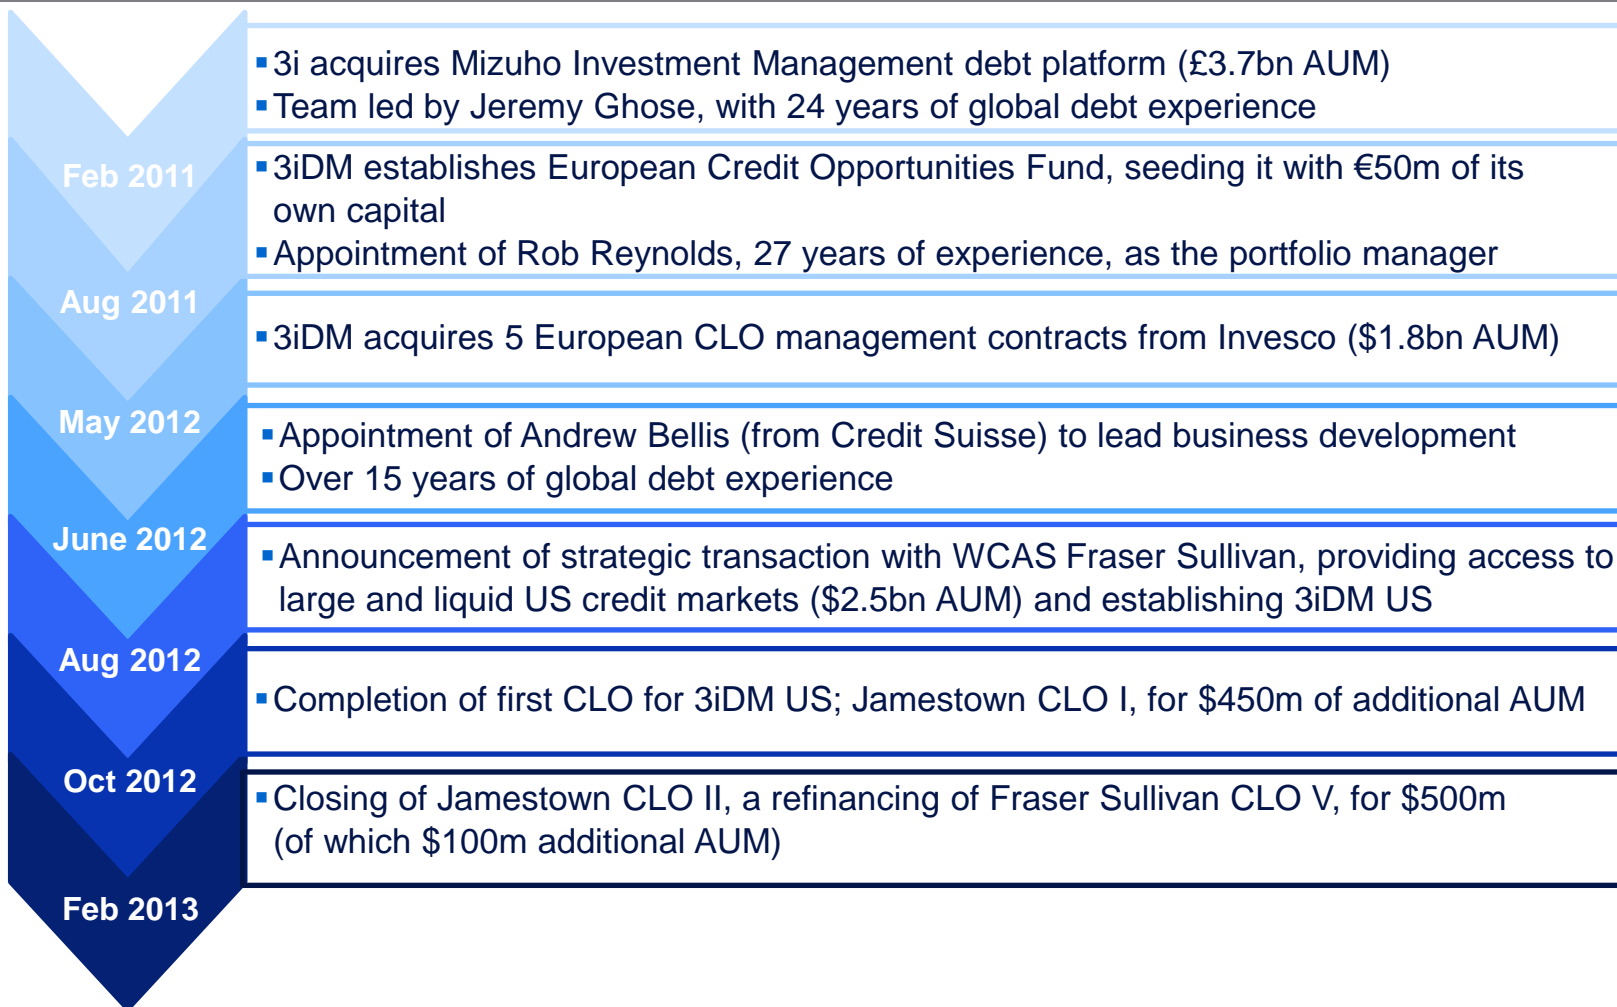 ▪3i acquires Mizuho Investment Management debt platform (£3.7bn AUM)
▪Team led by Jeremy Ghose, with 24 years of global debt experience
Feb 2011
▪3iDM establishes European Credit Opportunities Fund, seeding it with €50m of its
own capital
▪Appointment of Rob Reynolds, 27 years of experience, as the portfolio manager
Aug 2011
▪3iDM acquires 5 European CLO management contracts from Invesco ($1.8bn AUM)
May 2012
▪Appointment of Andrew Bellis (from Credit Suisse) to lead business development
▪Over 15 years of global debt experience
June 2012
▪Announcement of strategic transaction with WCAS Fraser Sullivan, providing access to
large and liquid US credit markets ($2.5bn AUM) and establishing 3iDM US
Aug 2012
▪Completion of first CLO for 3iDM US; Jamestown CLO I, for $450m of additional AUM
Oct 2012
▪Closing of Jamestown CLO II, a refinancing of Fraser Sullivan CLO V, for $500m
(of which $100m additional AUM)
Feb 2013